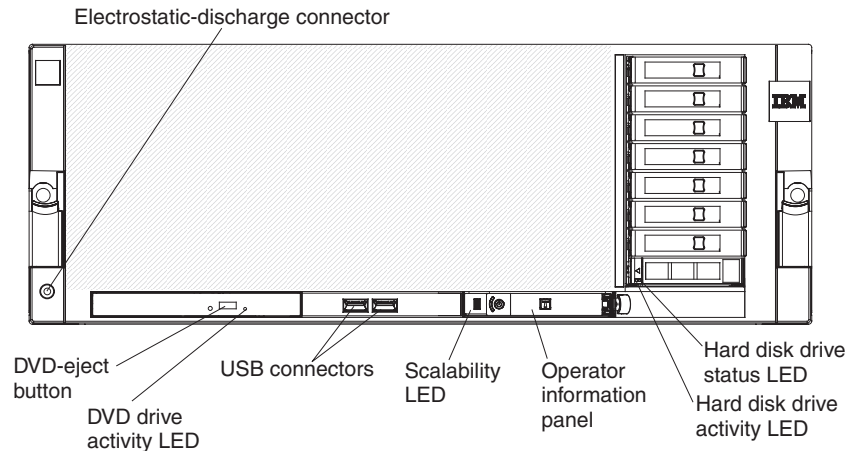 Electrostatic-discharge connector
IBM
DVD-eject
button
DVD drive
activity LED
USB connectors
Scalability
LED
Operator
information
panel
Hard disk drive
status LED
Hard disk drive
activity LED